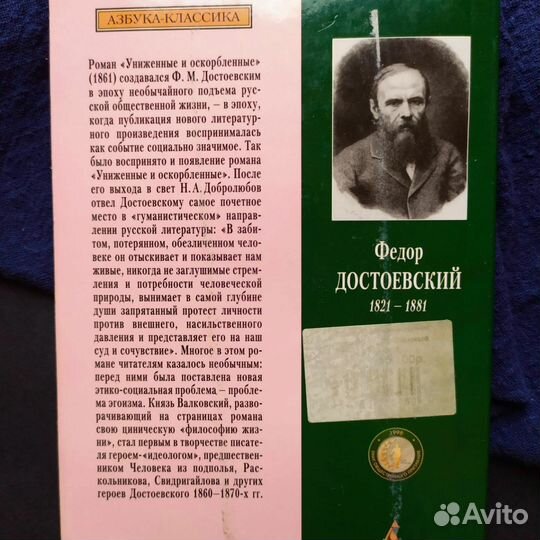 АЗБУКА-КЛАССИКА
Роман «Униженные и оскорбленные»
(1861) создавался Ф. М. Достоевским
в эпоху необычайного подъема рус-
ской общественной жизни, – в эпоху,
когда публикация нового литератур-
ного произведения воспринималась
как событие социально значимое. Так
было воспринято и появление романа
«Униженные и оскорбленные». После
его выхода в свет Н. А. Добролюбов
отвел Достоевскому самое почетное
место в «гуманистическом» направ-
лении русской литературы: «В заби-
том, потерянном, обезличенном чело-
веке он отыскивает и показывает нам
живые, никогда не заглушимые стрем-
ления и потребности человеческой
природы, вынимает в самой глубине
души запрятанный протест личности
против внешнего, насильственного
давления и представляет его на наш
суд и сочувствие». Многое в этом ро-
мане читателям казалось необычным:
перед ними была поставлена новая
этико-социальная проблема – пробле-
ма эгоизма. Князь Валковский, разво-
рачивающий на страницах романа
свою циническую «философию жиз-
ни», стал первым в творчестве писате-
ля героем-«идеологом», предшествен-
ником Человека из подполья, Рас-
кольникова, Свидригайлова и других
героев Достоевского 1860–1870-х гг.
Федор
ДОСТОЕВСКИЙ
1821 – 1881
1998
Avito